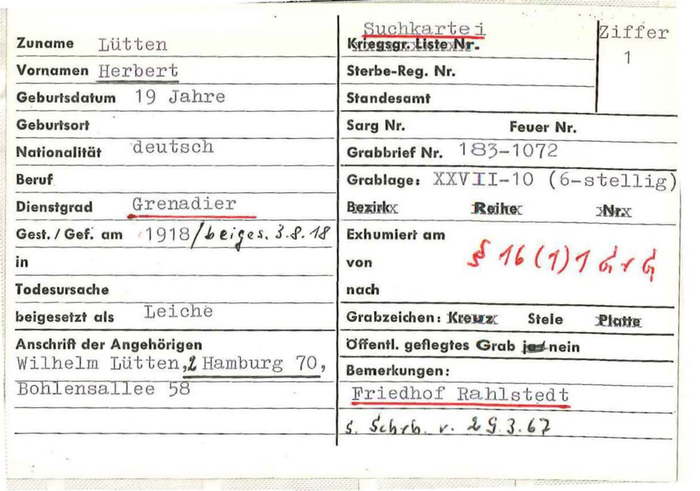 Zuname Lütten
Vornamen Herbert
Geburtsdatum 19 Jahre
Geburtsort
Nationalität deutsch
Beruf
Dienstgrad Grenadier
Gest./Gef. am 1918/beiges. 3.8.18
in
Todesursache
beigesetzt als Leiche
Anschrift der Angehörigen
Wilhelm Lütten, 2 Hamburg 70,
Bohlensallee 58
Suchkartei
Kriegsgr. Liste Nr.
Sterbe-Reg. Nr.
Standesamt
Ziffer
1
Sarg Nr. Feuer Nr.
Grabbrief Nr. 183-1072
Grablage: XXVII-10 (6-stellig)
Bezirk Reihe Nr.
Exhumiert am
von
nach
§ 16 (1) 1 GrG
Grabzeichen: Kreuz Stele Platte
Öffentl. gepflegtes Grab ja nein
Bemerkungen:
Friedhof Rahlstedt
s. Schrb. v. 29.3.67